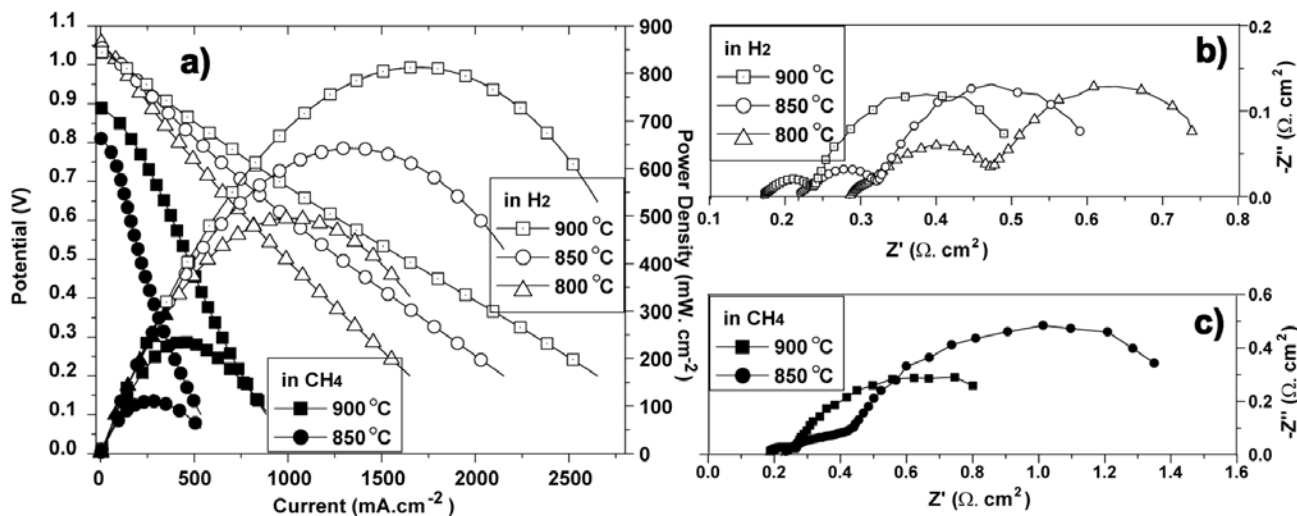 a)
1.1
1.0
0.9
0.8
0.7
0.6
0.5
0.4
0.3
0.2
0.1
0.0
Potential (V)
0 500 1000 1500 2000 2500
Current (mA.cm-2)
900
800
700
600
500
400
300
200
100
0
Power Density (mW. cm-2)
in H2
900 °C
850 °C
800 °C
in CH4
900 °C
850 °C
b)
in H2
900 °C
850 °C
800 °C
0.2
0.1
0.0
-Z'' (Ω. cm2)
0.1 0.2 0.3 0.4 0.5 0.6 0.7 0.8
Z' (Ω. cm2)
c)
in CH4
900 °C
850 °C
0.6
0.4
0.2
0.0
-Z'' (Ω. cm2)
0.0 0.2 0.4 0.6 0.8 1.0 1.2 1.4 1.6
Z' (Ω. cm2)